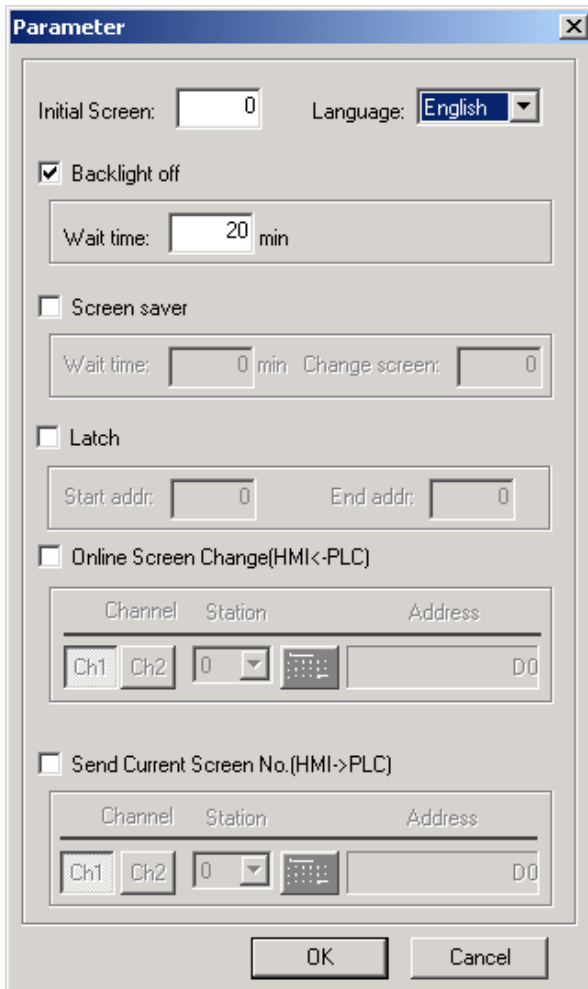 Parameter
Initial Screen: 0 Language: English
Backlight off
Wait time: 20 min
Screen saver
Wait time: 0 min Change screen: 0
Latch
Start addr: 0 End addr: 0
Online Screen Change(HMI<-PLC)
Channel Station Address
Ch1 Ch2 0 D0
Send Current Screen No.(HMI->PLC)
Channel Station Address
Ch1 Ch2 0 D0
OK Cancel